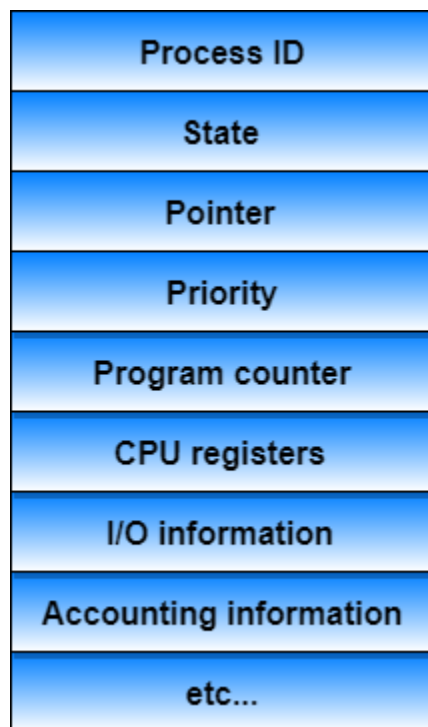 Process ID
State
Pointer
Priority
Program counter
CPU registers
I/O information
Accounting information
etc...